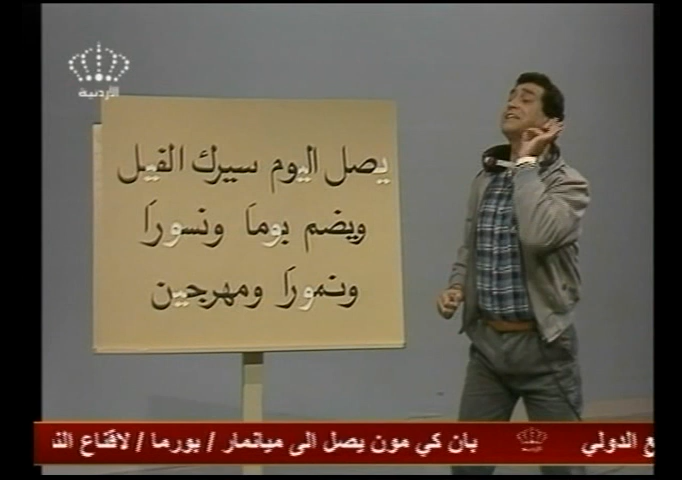 الأردنية
يصل اليوم سيرك الفيل
ويضم بوماً ونسوراً
ونموراً ومهرجين
ع الدولي
بان كي مون يصل الى ميانمار / بورما / لاقناع الن